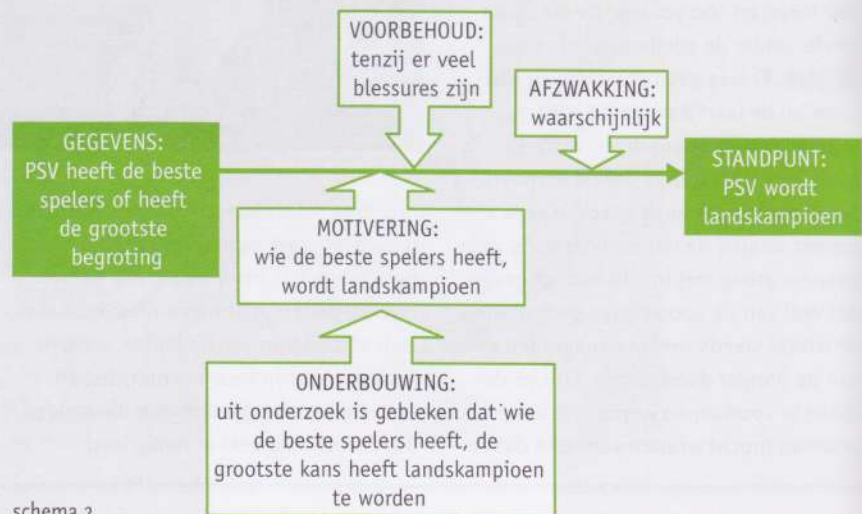 VOORBEHOUD:
tenzij er veel
blessures zijn
AFZWAKKING:
waarschijnlijk
GEGEVENS:
PSV heeft de beste
spelers of heeft
de grootste
begroting
STANDPUNT:
PSV wordt
landskampioen
MOTIVERING:
wie de beste spelers heeft,
wordt landskampioen
ONDERBOUWING:
uit onderzoek is gebleken dat wie
de beste spelers heeft, de
grootste kans heeft landskampioen
te worden
schema 2